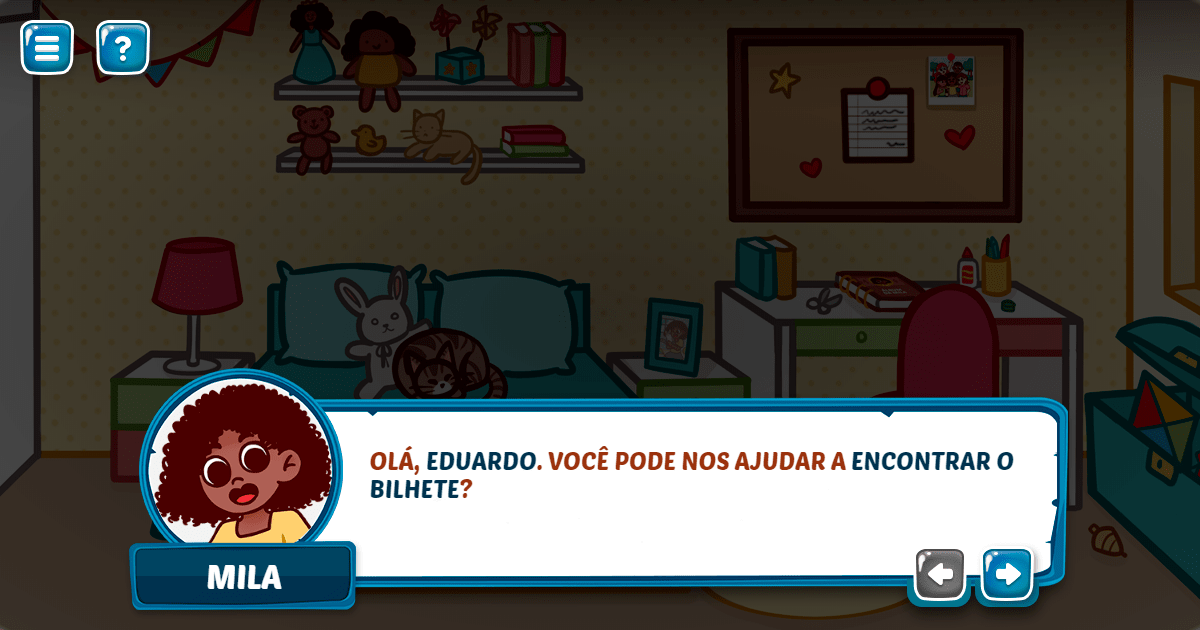 ?
OLÁ, EDUARDO. VOCÊ PODE NOS AJUDAR A ENCONTRAR O
BILHETE?
MILA